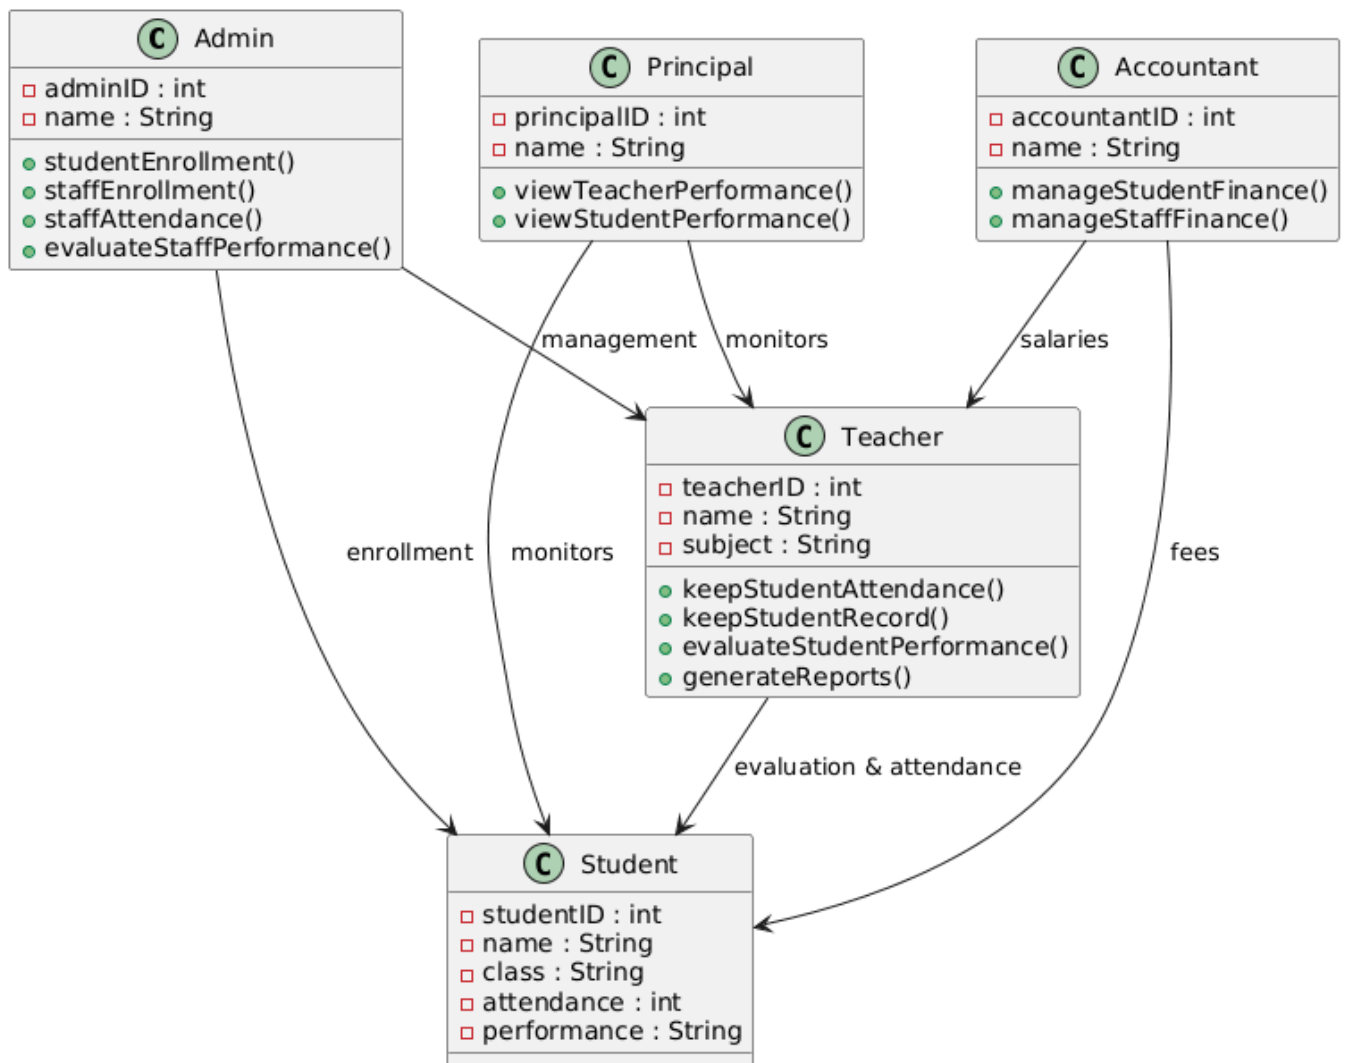 C Admin
adminID : int
name : String
studentEnrollment()
staffEnrollment()
staffAttendance()
evaluateStaffPerformance()
C Principal
principalID : int
name : String
viewTeacherPerformance()
viewStudentPerformance()
C Accountant
accountantID : int
name : String
manageStudentFinance()
manageStaffFinance()
management
monitors
salaries
C Teacher
teacherID : int
name : String
subject : String
keepStudentAttendance()
keepStudentRecord()
evaluateStudentPerformance()
generateReports()
enrollment
monitors
fees
evaluation & attendance
C Student
studentID : int
name : String
class : String
attendance : int
performance : String